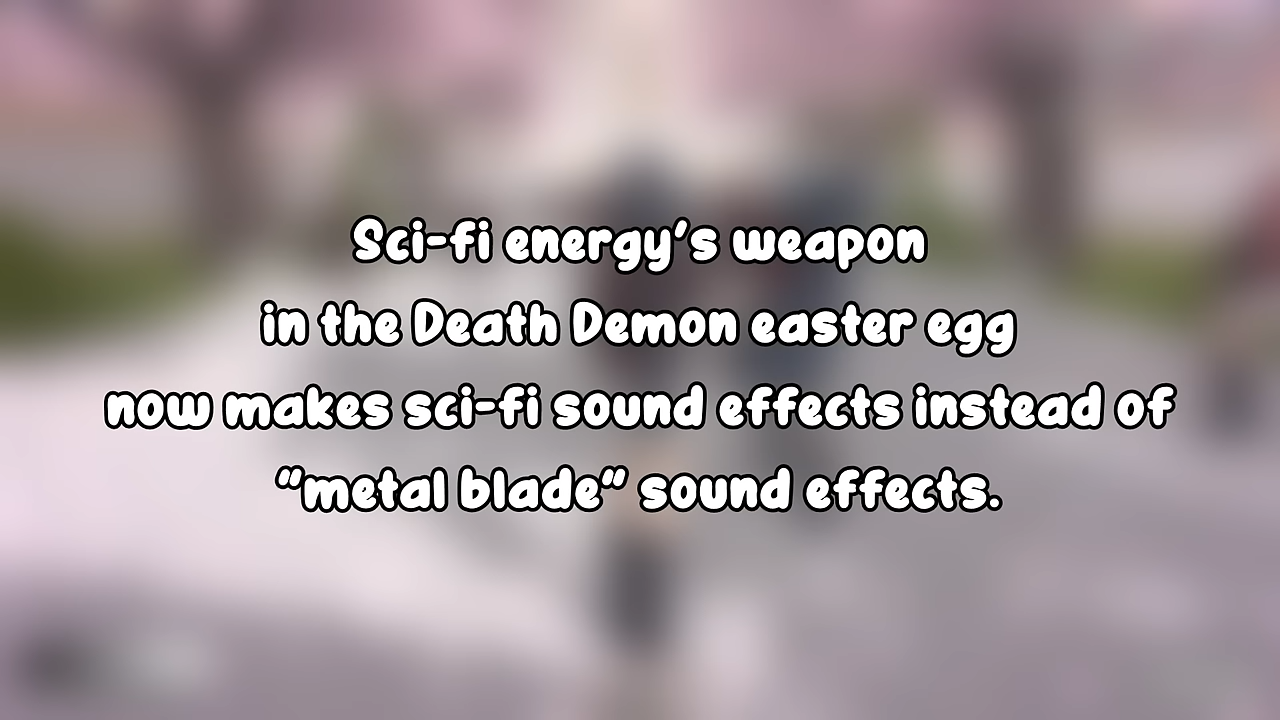 Sci-fi energy's weapon
in the Death Demon easter egg
now makes sci-fi sound effects instead of
"metal blade" sound effects.